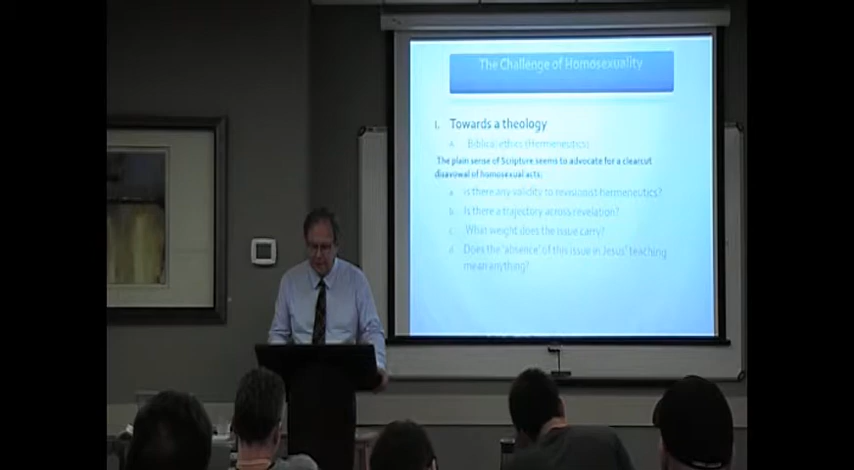 The Challenge of Homosexuality
I. Towards a theology
A. Biblical ethics (Hermeneutics)
The plain sense of Scripture seems to advocate for a clearcut
disavowal of homosexual acts;
a. Is there any validity to revisionist hermeneutics?
b. Is there a trajectory across revelation?
c. What weight does the issue carry?
d. Does the 'absence' of this issue in Jesus' teaching
mean anything?